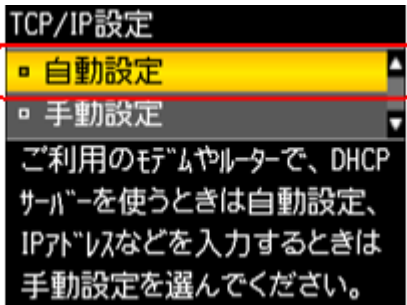 TCP/IP設定
自動設定
手動設定
ご利用のﾓﾃﾞﾑやﾙｰﾀｰで、DHCP
ｻｰﾊﾞｰを使うときは自動設定、
IPｱﾄﾞﾚｽなどを入力するときは
手動設定を選んでください。